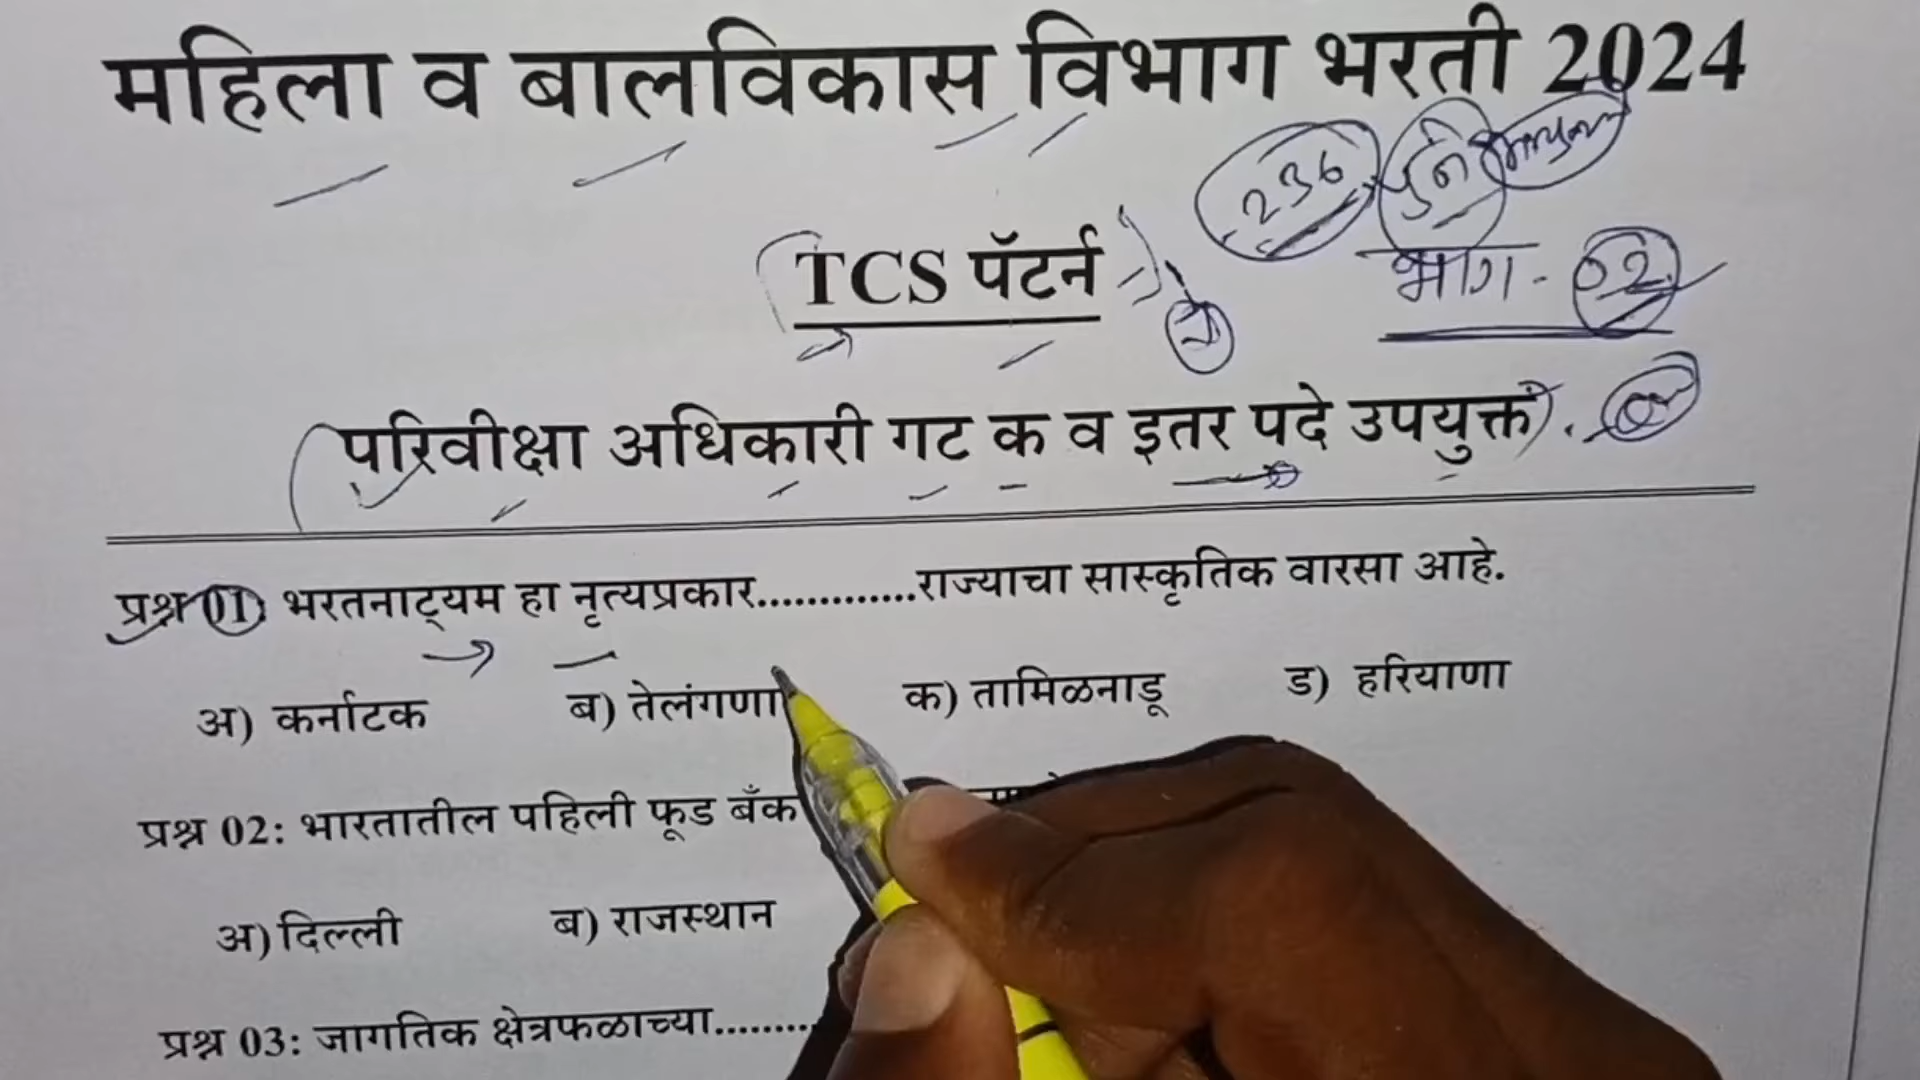 महिला व बालविकास विभाग भरती 2024
236
TCS पॅटर्न
भाग - 02
परिवीक्षा अधिकारी गट क व इतर पदे उपयुक्त
प्रश्न 01: भरतनाट्यम हा नृत्यप्रकार.............राज्याचा सास्कृतिक वारसा आहे.
अ) कर्नाटक ब) तेलंगणा क) तामिळनाडू ड) हरियाणा
प्रश्न 02: भारतातील पहिली फूड बँक
अ) दिल्ली ब) राजस्थान
प्रश्न 03: जागतिक क्षेत्रफळाच्या.........